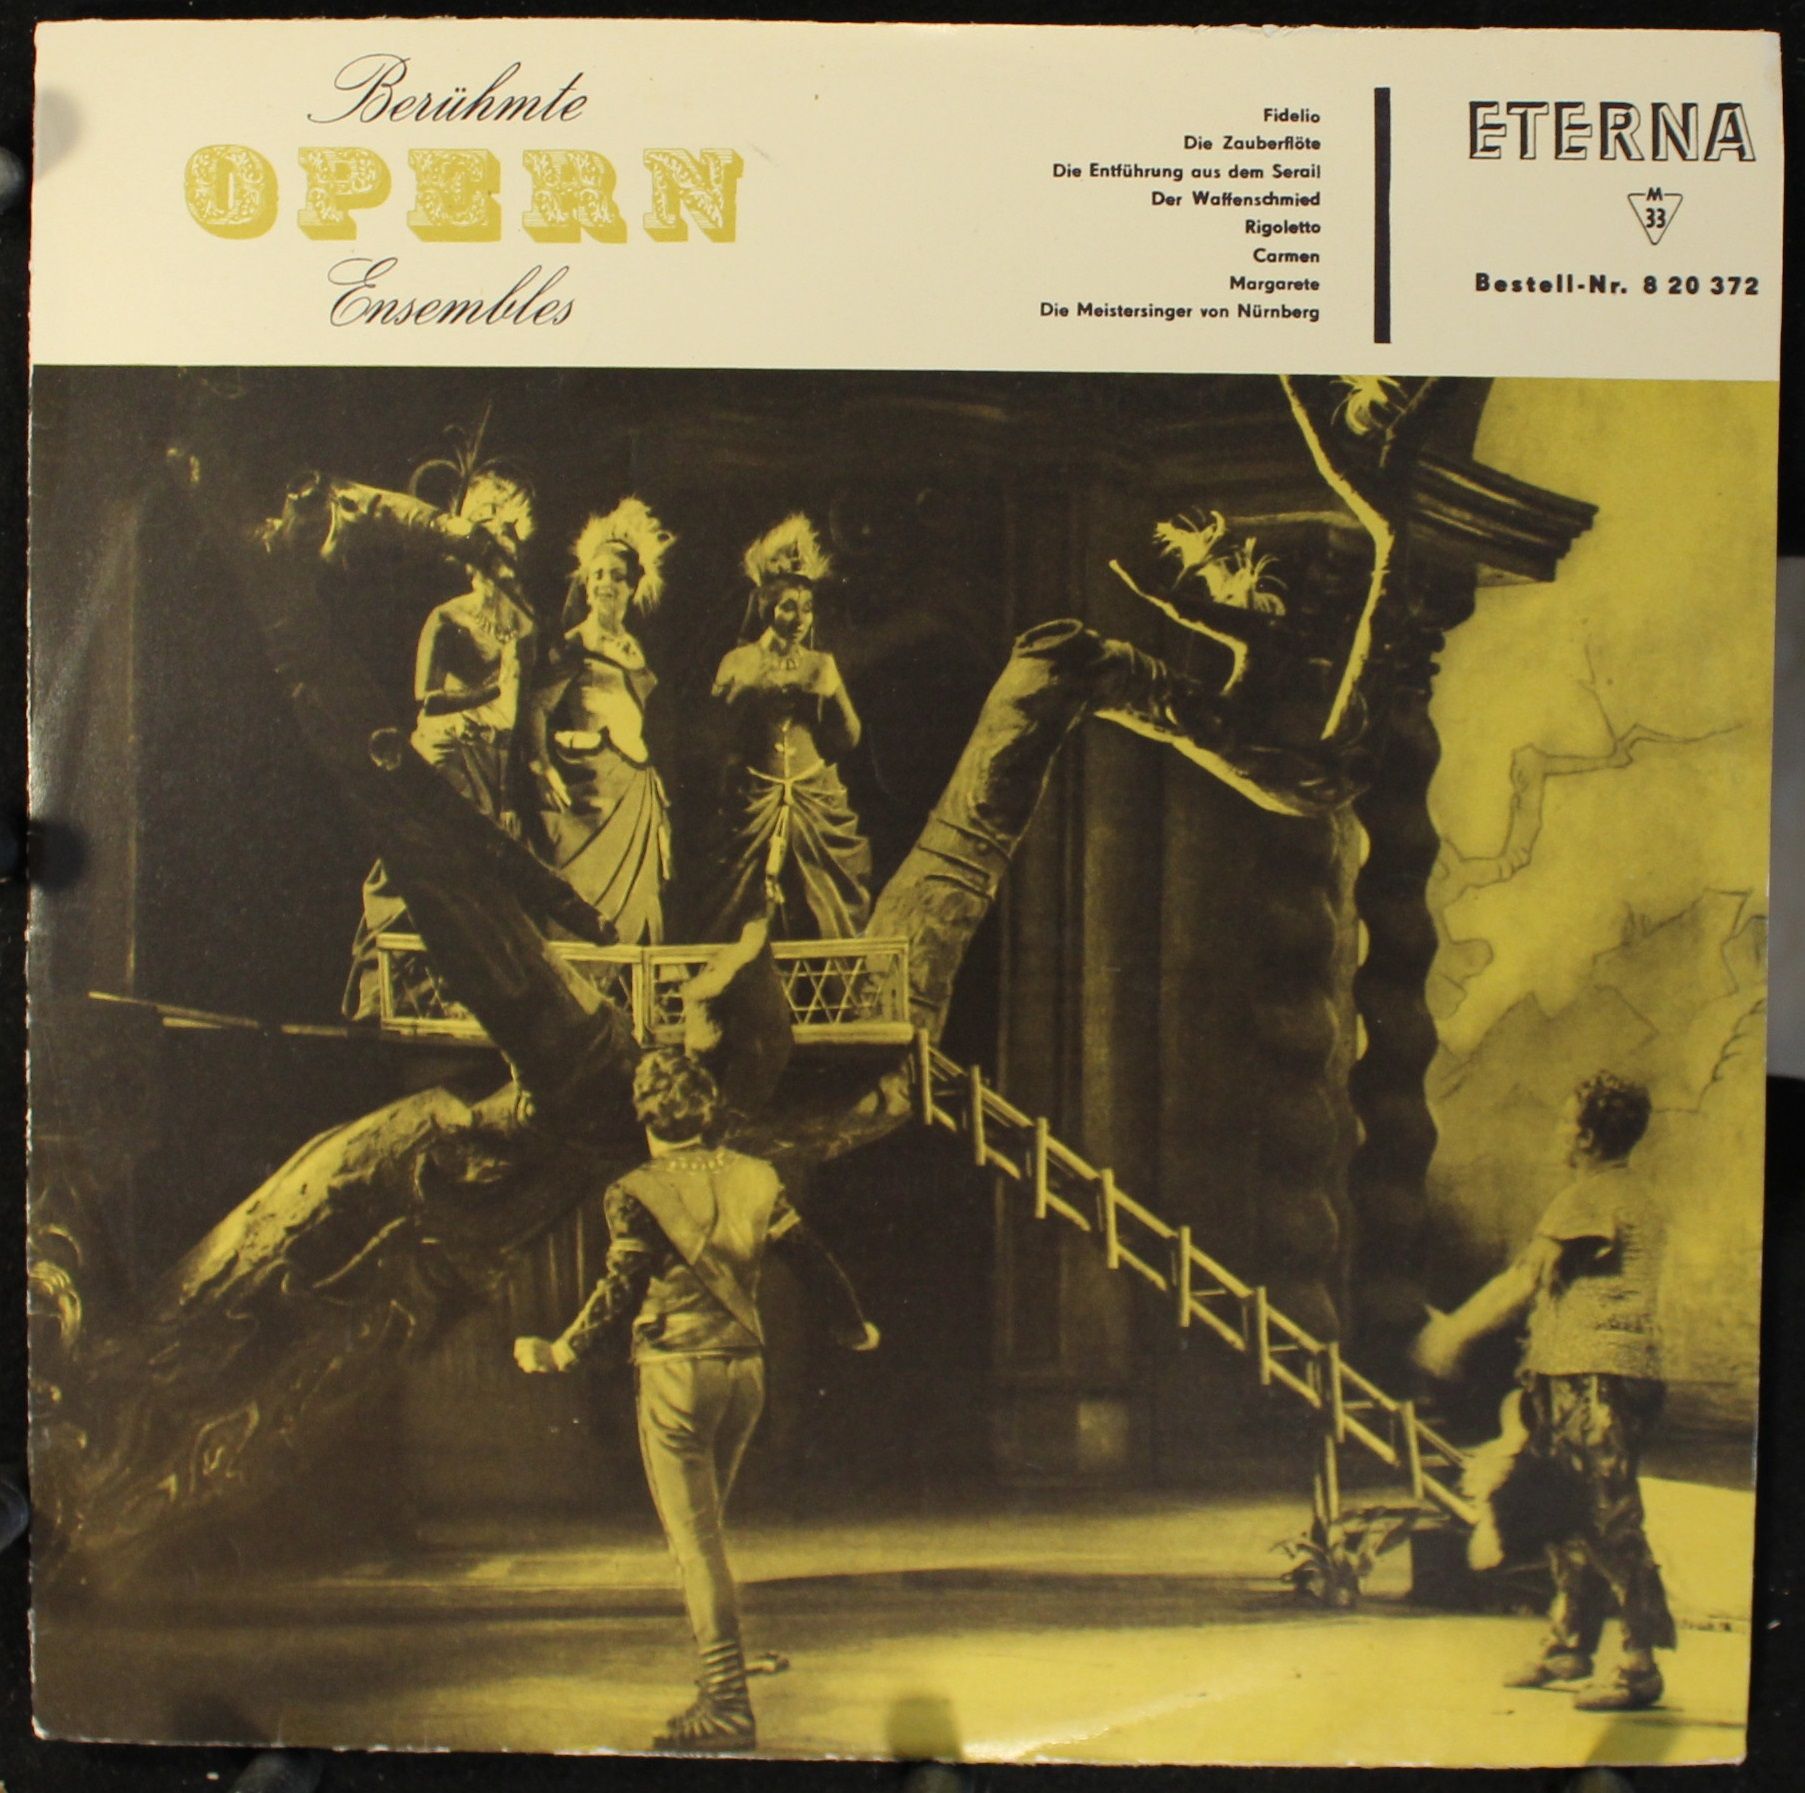 Berühmte
OPERN
Ensembles
Fidelio
Die Zauberflöte
Die Entführung aus dem Serail
Der Waffenschmied
Rigoletto
Carmen
Margarete
Die Meistersinger von Nürnberg
ETERNA
M
33
Bestell-Nr. 8 20 372